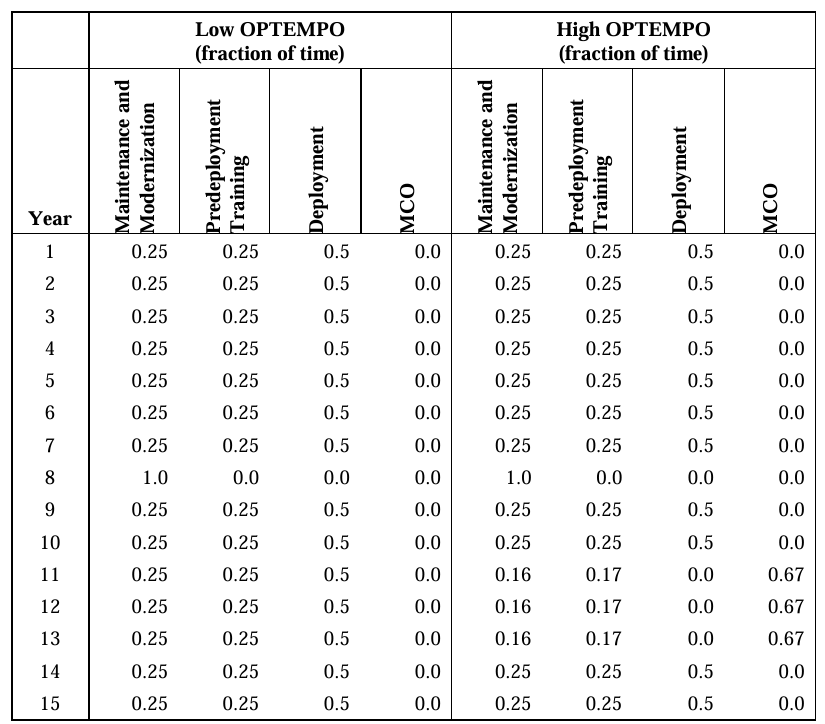 Low OPTEMPO High OPTEMPO
(fraction of time) (fraction of time)
Year Maintenance and Modernization Predeployment Training Deployment MCO Maintenance and Modernization Predeployment Training Deployment MCO
1 0.25 0.25 0.5 0.0 0.25 0.25 0.5 0.0
2 0.25 0.25 0.5 0.0 0.25 0.25 0.5 0.0
3 0.25 0.25 0.5 0.0 0.25 0.25 0.5 0.0
4 0.25 0.25 0.5 0.0 0.25 0.25 0.5 0.0
5 0.25 0.25 0.5 0.0 0.25 0.25 0.5 0.0
6 0.25 0.25 0.5 0.0 0.25 0.25 0.5 0.0
7 0.25 0.25 0.5 0.0 0.25 0.25 0.5 0.0
8 1.0 0.0 0.0 0.0 1.0 0.0 0.0 0.0
9 0.25 0.25 0.5 0.0 0.25 0.25 0.5 0.0
10 0.25 0.25 0.5 0.0 0.25 0.25 0.5 0.0
11 0.25 0.25 0.5 0.0 0.16 0.17 0.0 0.67
12 0.25 0.25 0.5 0.0 0.16 0.17 0.0 0.67
13 0.25 0.25 0.5 0.0 0.16 0.17 0.0 0.67
14 0.25 0.25 0.5 0.0 0.25 0.25 0.5 0.0
15 0.25 0.25 0.5 0.0 0.25 0.25 0.5 0.0